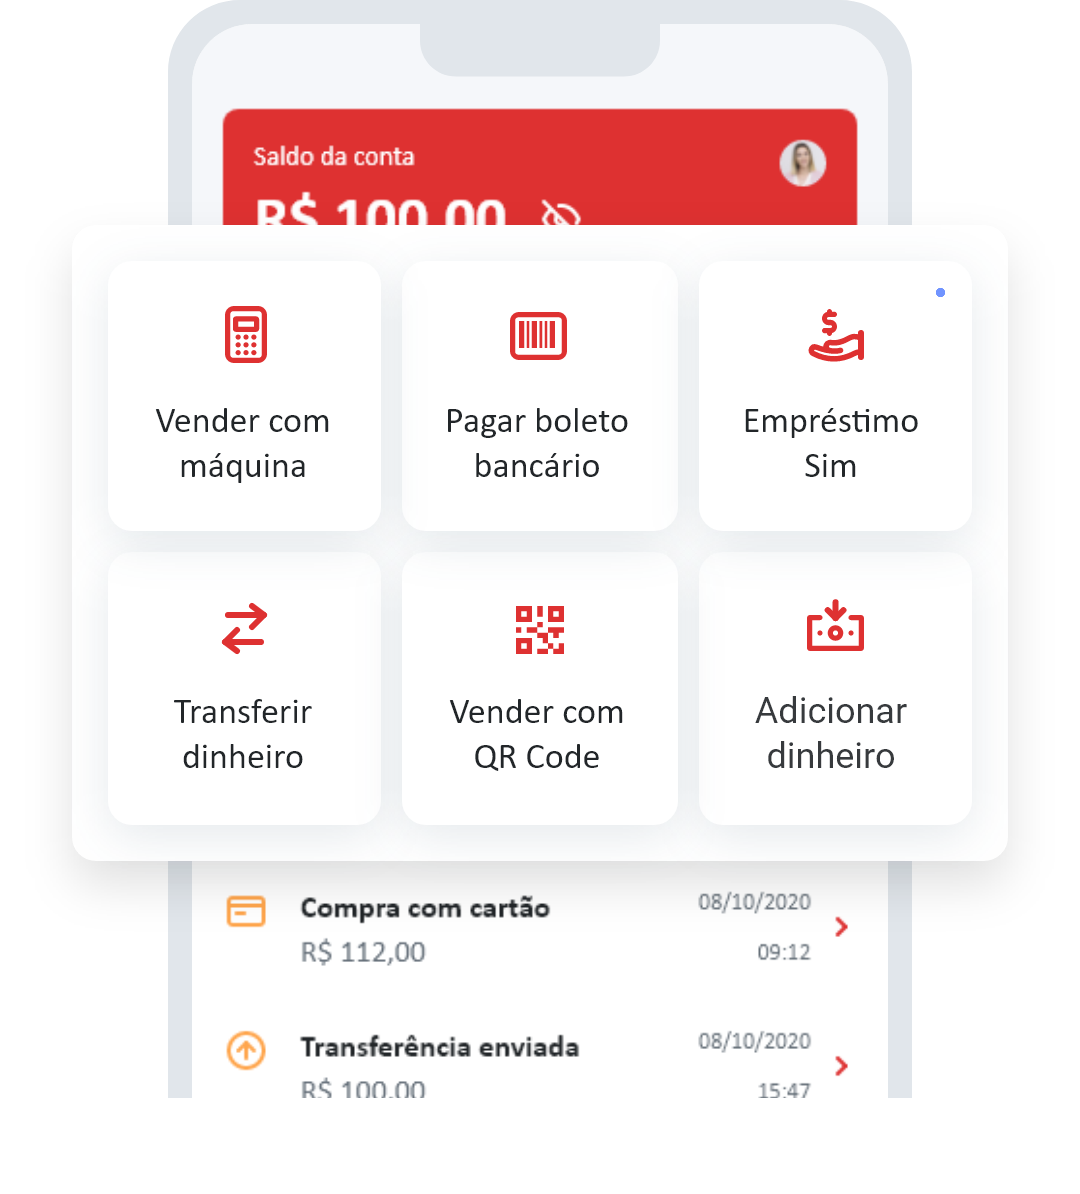 Saldo da conta
R$ 100,00
Vender com
máquina
Pagar boleto
bancário
Empréstimo
Sim
Transferir
dinheiro
Vender com
QR Code
Adicionar
dinheiro
Compra com cartão
08/10/2020
R$ 112,00
09:12
Transferência enviada
08/10/2020
R$ 100,00
15:47